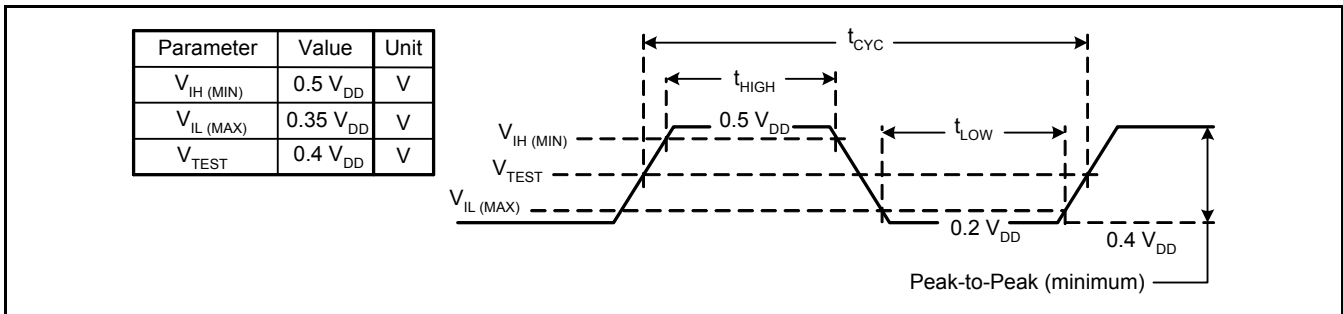 Parameter Value Unit
V_IH (MIN) 0.5 V_DD V
V_IL (MAX) 0.35 V_DD V
V_TEST 0.4 V_DD V
t_CYC
t_HIGH
0.5 V_DD
V_IH (MIN)
t_LOW
V_TEST
V_IL (MAX)
0.2 V_DD
0.4 V_DD
Peak-to-Peak (minimum)